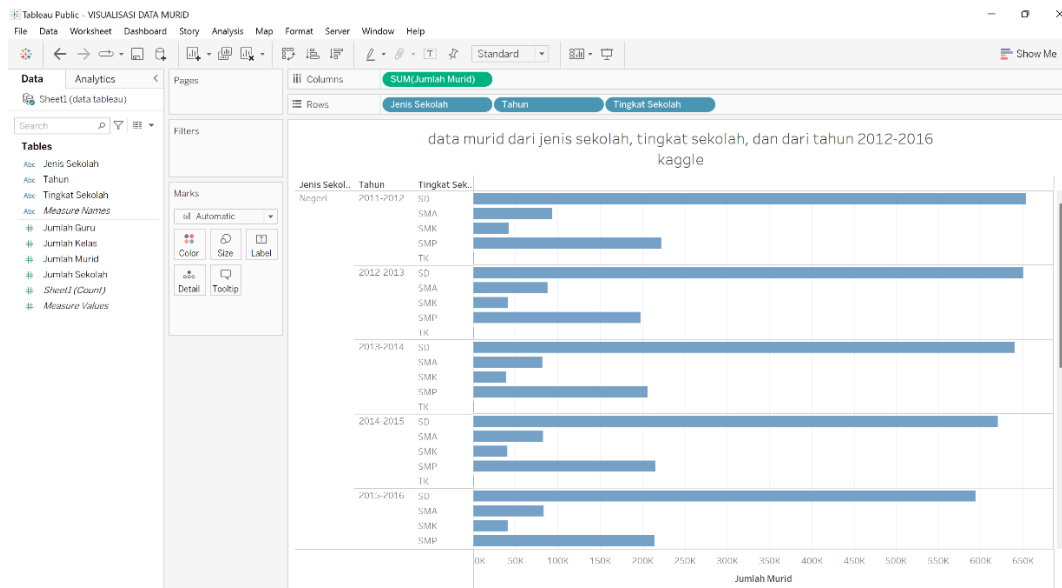 Tableau Public - VISUALISASI DATA MURID
File Data Worksheet Dashboard Story Analysis Map Format Server Window Help
Standard
Show Me
Data Analytics
Pages
Columns SUM(Jumlah Murid)
Sheet1 (data tableau)
Rows Jenis Sekolah Tahun Tingkat Sekolah
Search
Filters
Tables
Abc Jenis Sekolah
Abc Tahun
Abc Tingkat Sekolah
Abc Measure Names
# Jumlah Guru
# Jumlah Kelas
# Jumlah Murid
# Jumlah Sekolah
# Sheet1 (Count)
# Measure Values
Marks
Automatic
Color Size Label
Detail Tooltip
data murid dari jenis sekolah, tingkat sekolah, dan dari tahun 2012-2016
kaggle
Jenis Sekol.. Tahun Tingkat Sek..
Negeri 2011-2012 SD
SMA
SMK
SMP
TK
2012-2013 SD
SMA
SMK
SMP
TK
2013-2014 SD
SMA
SMK
SMP
TK
2014-2015 SD
SMA
SMK
SMP
TK
2015-2016 SD
SMA
SMK
SMP
0K 50K 100K 150K 200K 250K 300K 350K 400K 450K 500K 550K 600K 650K
Jumlah Murid